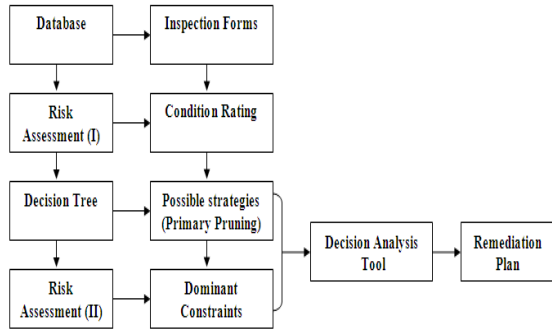 Database
Inspection Forms
Risk
Assessment (I)
Condition Rating
Decision Tree
Possible strategies
(Primary Pruning)
Decision Analysis
Tool
Remediation
Plan
Risk
Assessment (II)
Dominant
Constraints